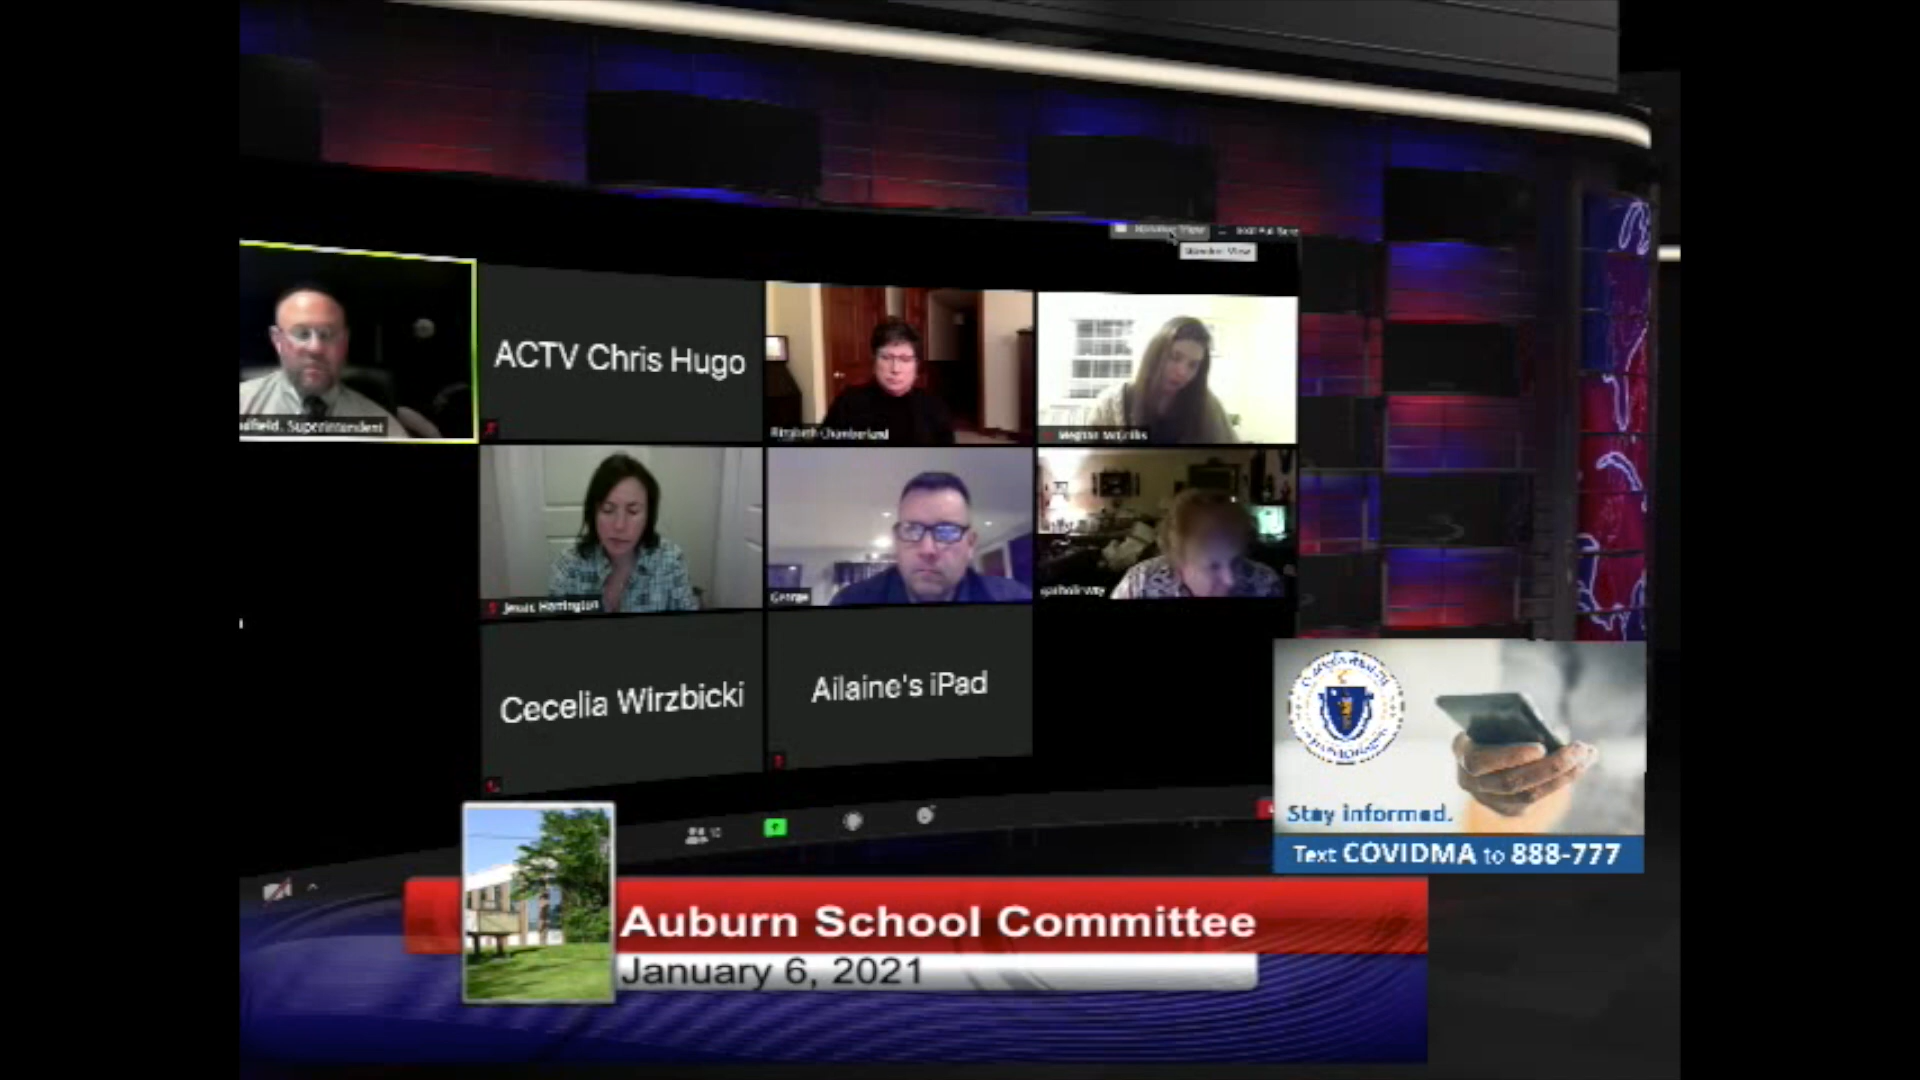 ACTV Chris Hugo
dfield, Superintendent
Elizabeth Chamberland
Jessie Harrington
George
Cecelia Wirzbicki
Ailaine's iPad
Stay informed.
Text COVIDMA to 888-777
Auburn School Committee
January 6, 2021